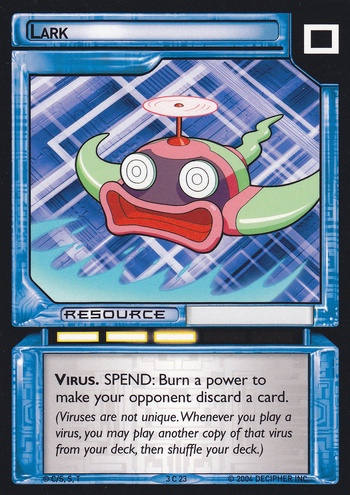 LARK
RESOURCE
VIRUS. SPEND: Burn a power to
make your opponent discard a card.
(Viruses are not unique. Whenever you play a
virus, you may play another copy of that virus
from your deck, then shuffle your deck.)
© C/S, S, T 3 C 23 © 2004 DECIPHER INC.